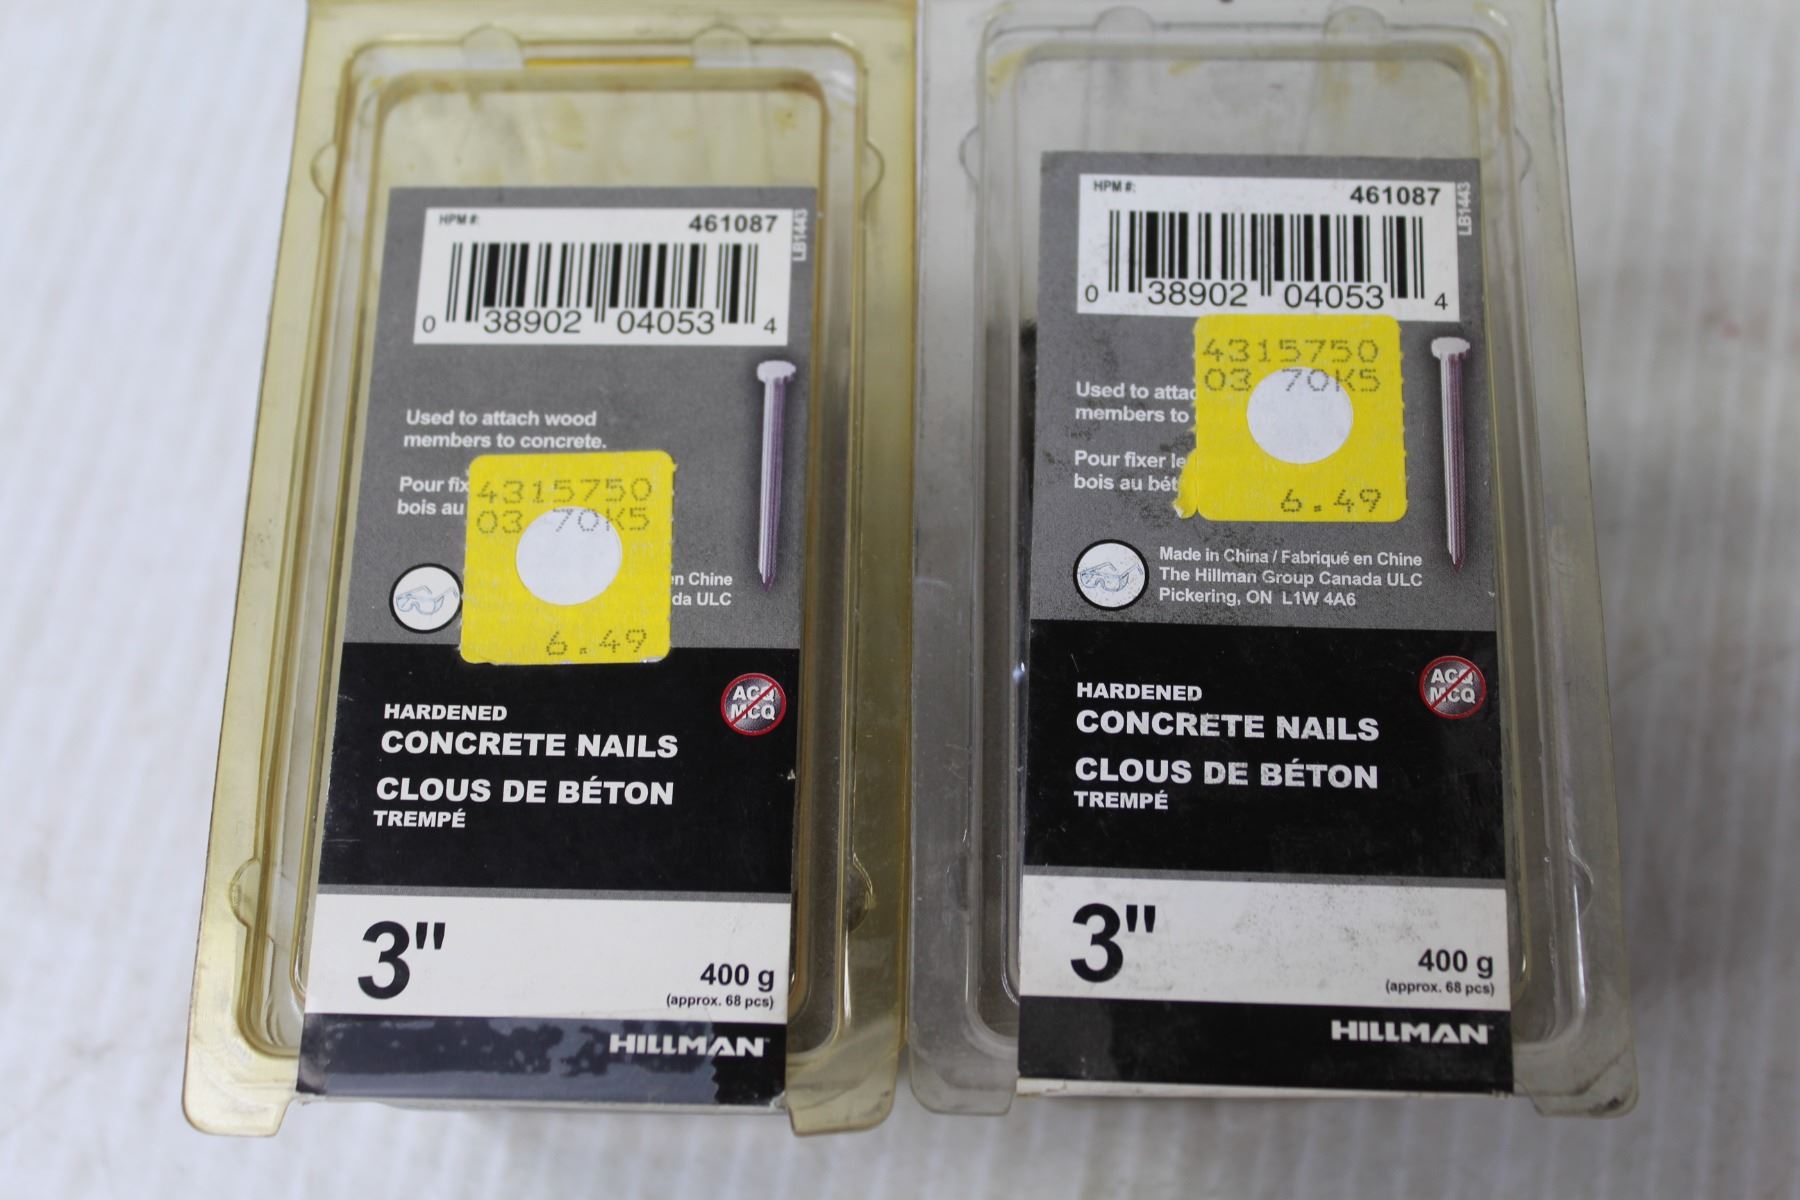 HPM #: 461087
LB1443
0 38902 04053 4
Used to attach wood
members to concrete.
Pour fix
bois au
4315750
03 70K5
6.49
en Chine
da ULC
ACQ
MCQ
HARDENED
CONCRETE NAILS
CLOUS DE BÉTON
TREMPÉ
3"
400 g
(approx. 68 pcs)
HILLMAN
HPM #: 461087
LB1443
0 38902 04053 4
Used to attac
members to
Pour fixer le
bois au bét
4315750
03 70K5
6.49
Made in China / Fabriqué en Chine
The Hillman Group Canada ULC
Pickering, ON L1W 4A6
ACQ
MCQ
HARDENED
CONCRETE NAILS
CLOUS DE BÉTON
TREMPÉ
3"
400 g
(approx. 68 pcs)
HILLMAN